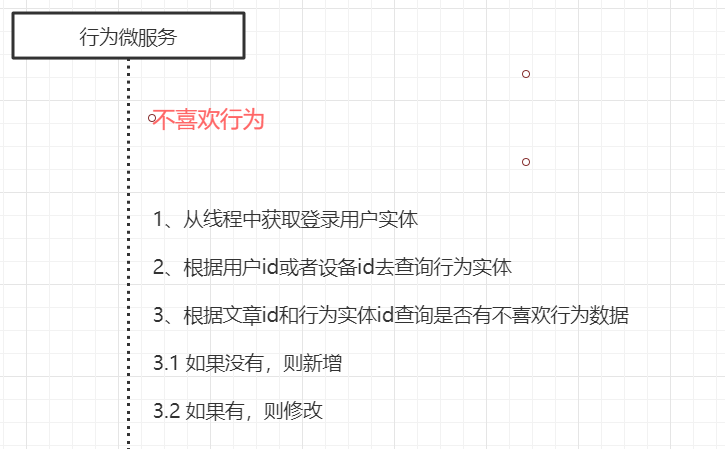 行为微服务
不喜欢行为
1、从线程中获取登录用户实体
2、根据用户id或者设备id去查询行为实体
3、根据文章id和行为实体id查询是否有不喜欢行为数据
3.1 如果没有，则新增
3.2 如果有，则修改